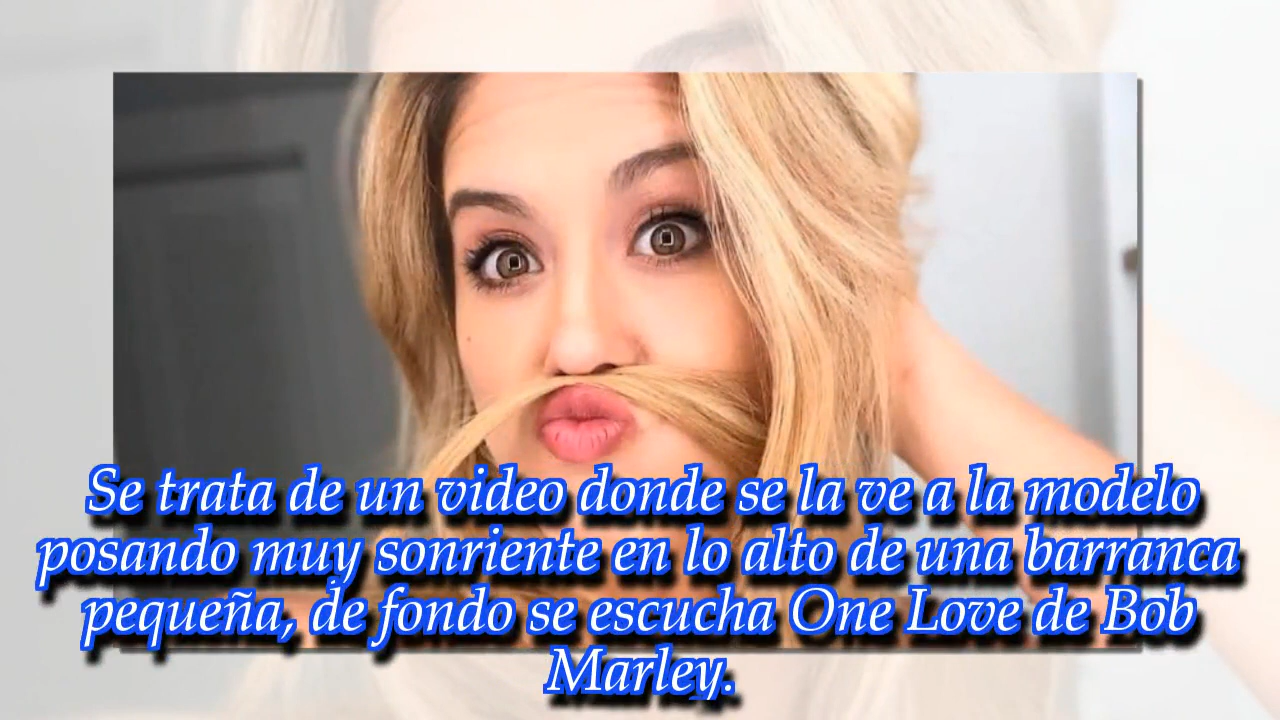 Se trata de un video donde se la ve a la modelo
posando muy sonriente en lo alto de una barranca
pequeña, de fondo se escucha One Love de Bob
Marley.